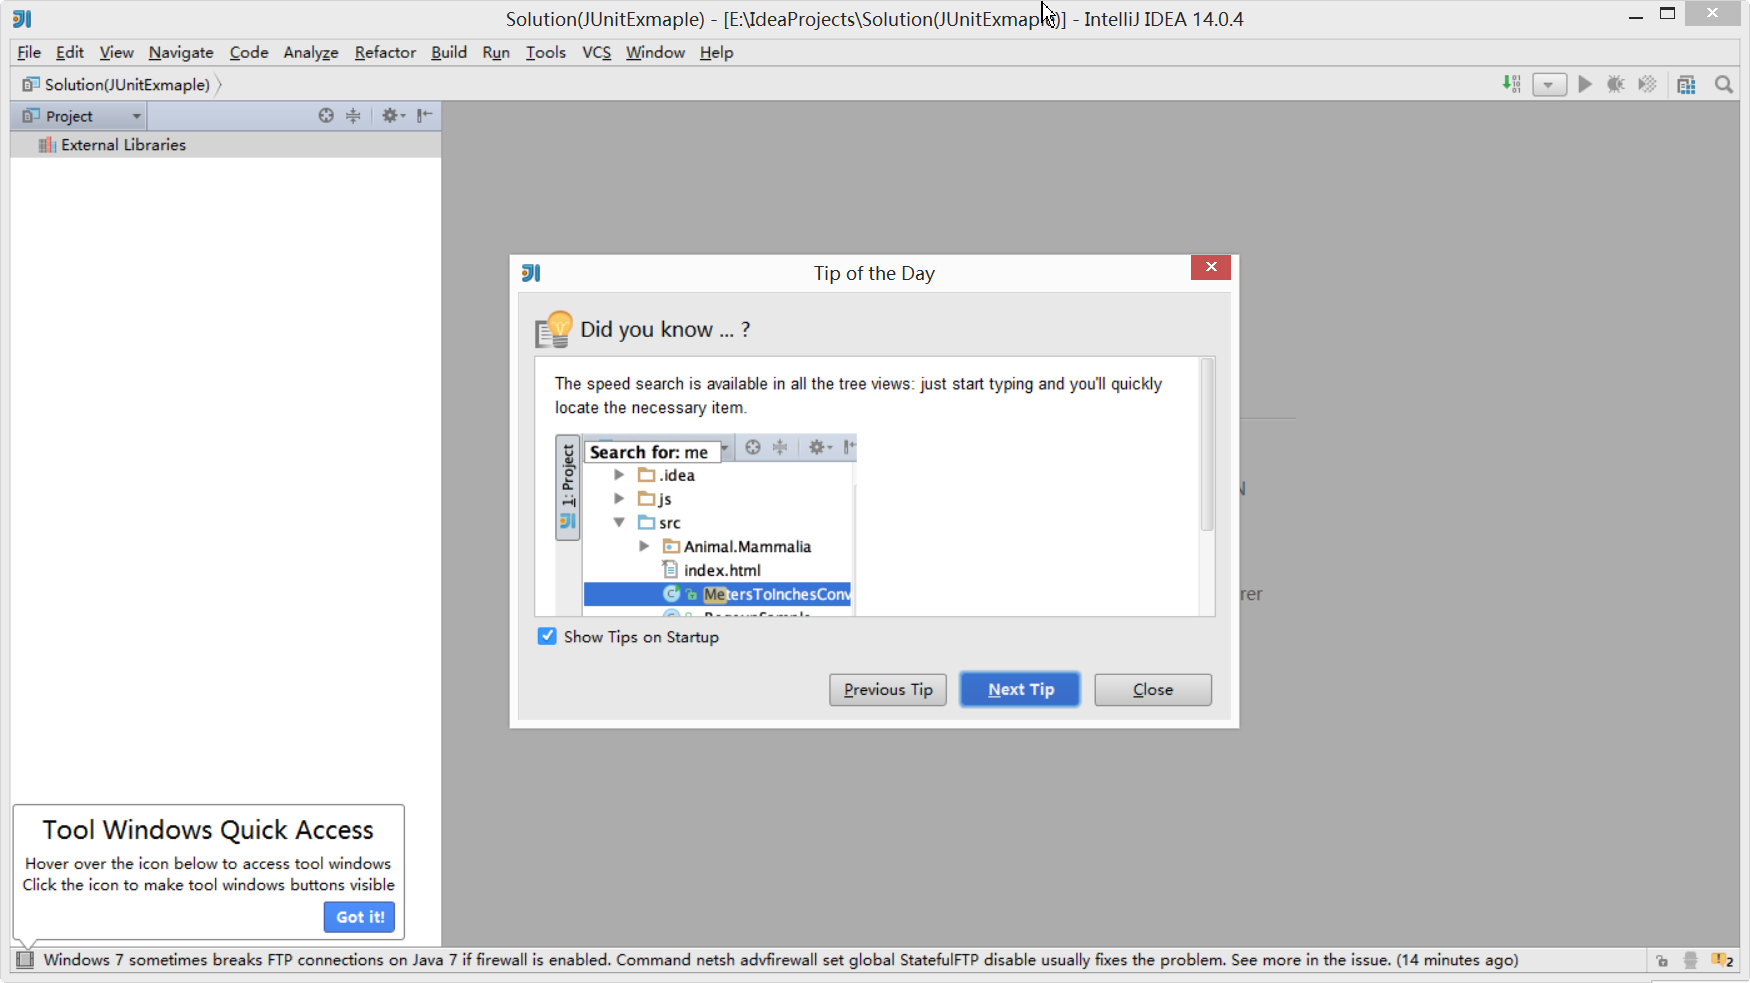 Solution(JUnitExmaple) - [E:\IdeaProjects\Solution(JUnitExmaple)] - IntelliJ IDEA 14.0.4
File Edit View Navigate Code Analyze Refactor Build Run Tools VCS Window Help
Solution(JUnitExmaple)
Project
External Libraries
Tip of the Day
Did you know ... ?
The speed search is available in all the tree views: just start typing and you'll quickly
locate the necessary item.
1: Project
Search for: me
.idea
js
src
Animal.Mammalia
index.html
MetersToInchesConv
Show Tips on Startup
Previous Tip Next Tip Close
Tool Windows Quick Access
Hover over the icon below to access tool windows
Click the icon to make tool windows buttons visible
Got it!
Windows 7 sometimes breaks FTP connections on Java 7 if firewall is enabled. Command netsh advfirewall set global StatefulFTP disable usually fixes the problem. See more in the issue. (14 minutes ago)
2